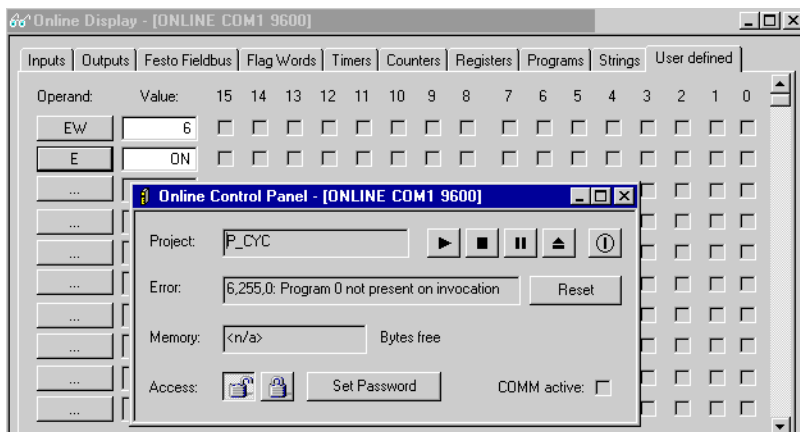 Online Display - [ONLINE COM1 9600]
Inputs Outputs Festo Fieldbus Flag Words Timers Counters Registers Programs Strings User defined
Operand: Value: 15 14 13 12 11 10 9 8 7 6 5 4 3 2 1 0
EW 6
E ON
...
Online Control Panel - [ONLINE COM1 9600]
...
Project: P_CYC
...
...
Error: 6,255,0: Program 0 not present on invocation Reset
...
Memory: <n/a> Bytes free
...
...
Access: Set Password COMM active:
...